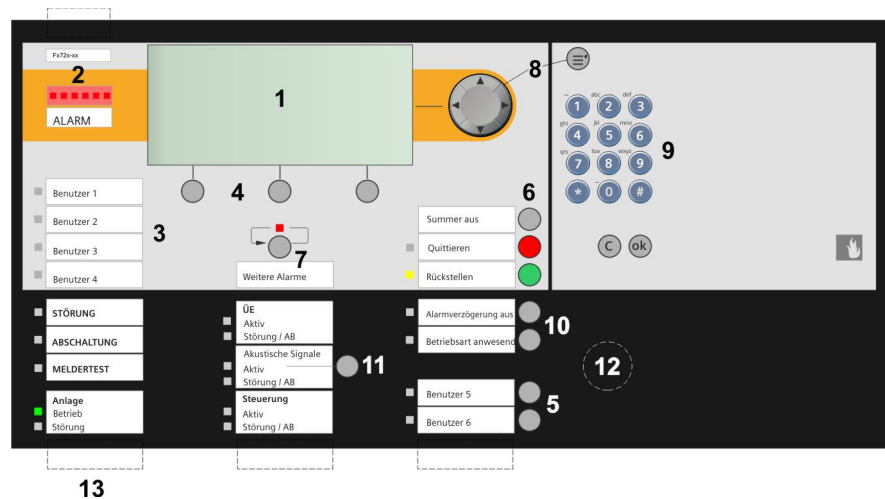 Fx72x-xx
2
ALARM
1
8
— abc def
1 2 3
ghi jkl mno
4 5 6
qrs tuv wxyz
7 8 9
* 0 #
9
C ok
4
Benutzer 1
Benutzer 2
Benutzer 3
Benutzer 4
3
7
Weitere Alarme
6
Summer aus
Quittieren
Rückstellen
STÖRUNG
ABSCHALTUNG
MELDERTEST
Anlage
Betrieb
Störung
13
ÜE
Aktiv
Störung / AB
Akustische Signale
Aktiv
Störung / AB
11
Steuerung
Aktiv
Störung / AB
Alarmverzögerung aus
Betriebsart anwesend
10
Benutzer 5
Benutzer 6
5
12